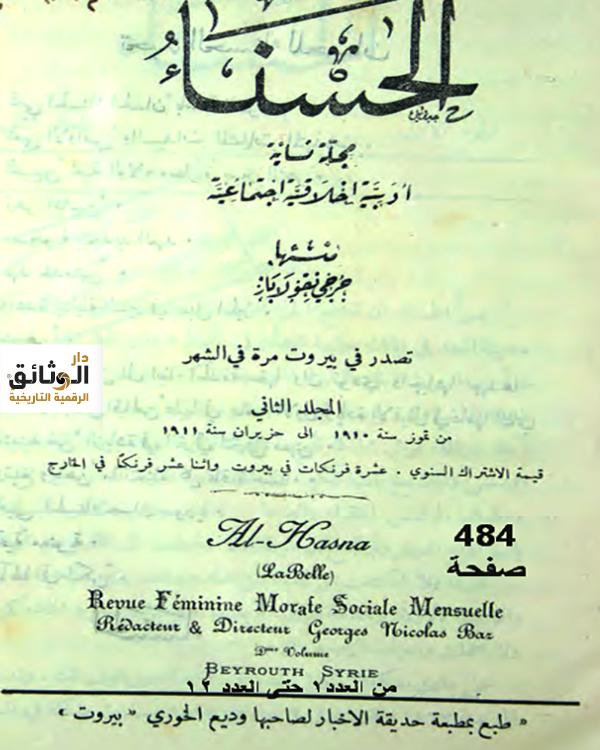 الحسناء
مجلة نسائية
أدبية اخلاقية اجتماعية
منشئها
جرجي نقولا باز
تصدر في بيروت مرة في الشهر
المجلد الثاني
من تموز سنة ١٩١٠ الى حزيران سنة ١٩١١
قيمة الاشتراك السنوي . عشرة فرنكات في بيروت واثنا عشر فرنكًا في الخارج
Al-Hasna
(La Belle)
Revue Féminine Morale Sociale Mensuelle
Rédacteur & Directeur Georges Nicolas Baz
Volume
BEYROUTH SYRIE
من العدد ١ حتى العدد ١٢
« طبع بمطبعة حديقة الاخبار لصاحبها وديع الخوري » بيروت
484
صفحة
دار
الوثائق
الرقمية التاريخية